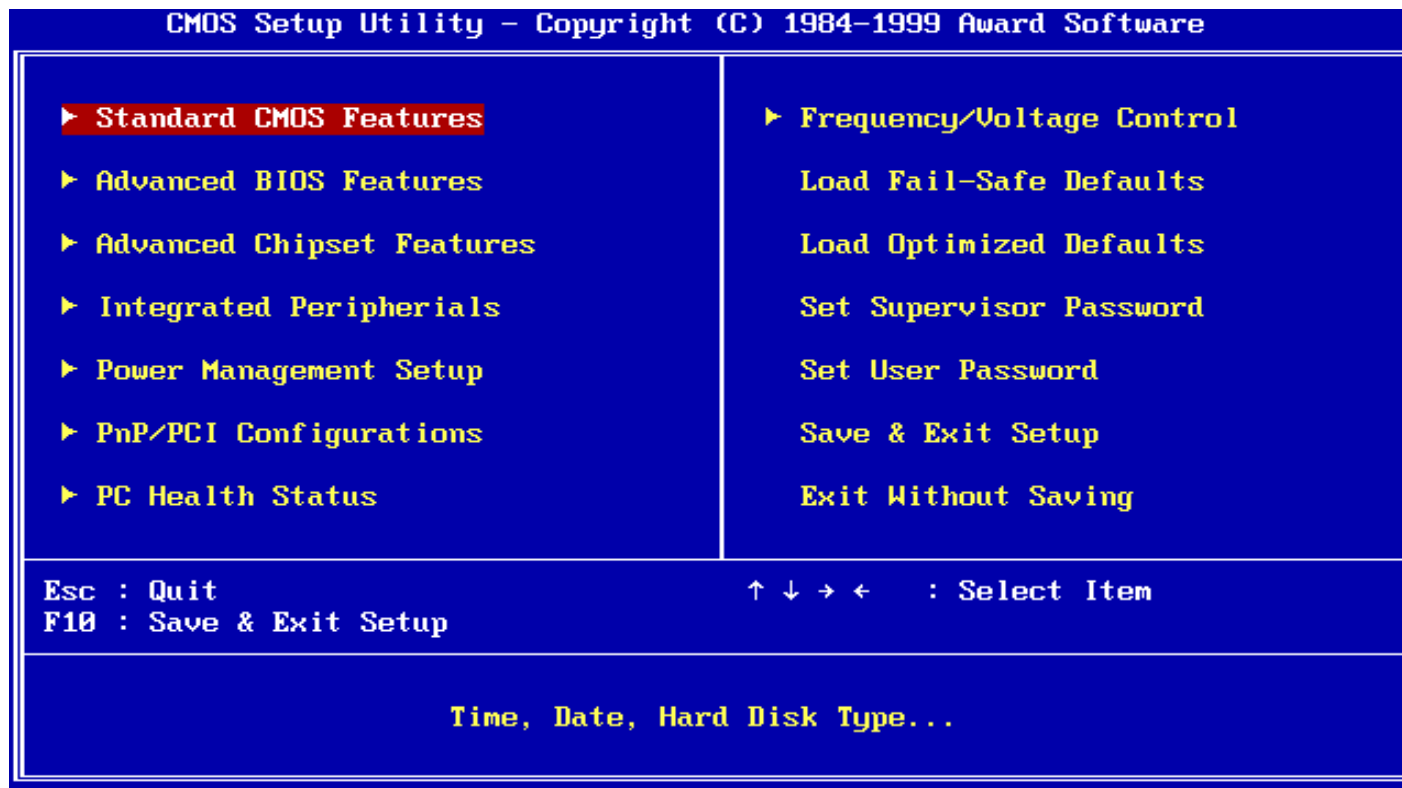 CMOS Setup Utility – Copyright (C) 1984–1999 Award Software
► Standard CMOS Features
► Advanced BIOS Features
► Advanced Chipset Features
► Integrated Peripherials
► Power Management Setup
► PnP/PCI Configurations
► PC Health Status
► Frequency/Voltage Control
Load Fail–Safe Defaults
Load Optimized Defaults
Set Supervisor Password
Set User Password
Save & Exit Setup
Exit Without Saving
Esc : Quit
F10 : Save & Exit Setup
↑ ↓ → ← : Select Item
Time, Date, Hard Disk Type...